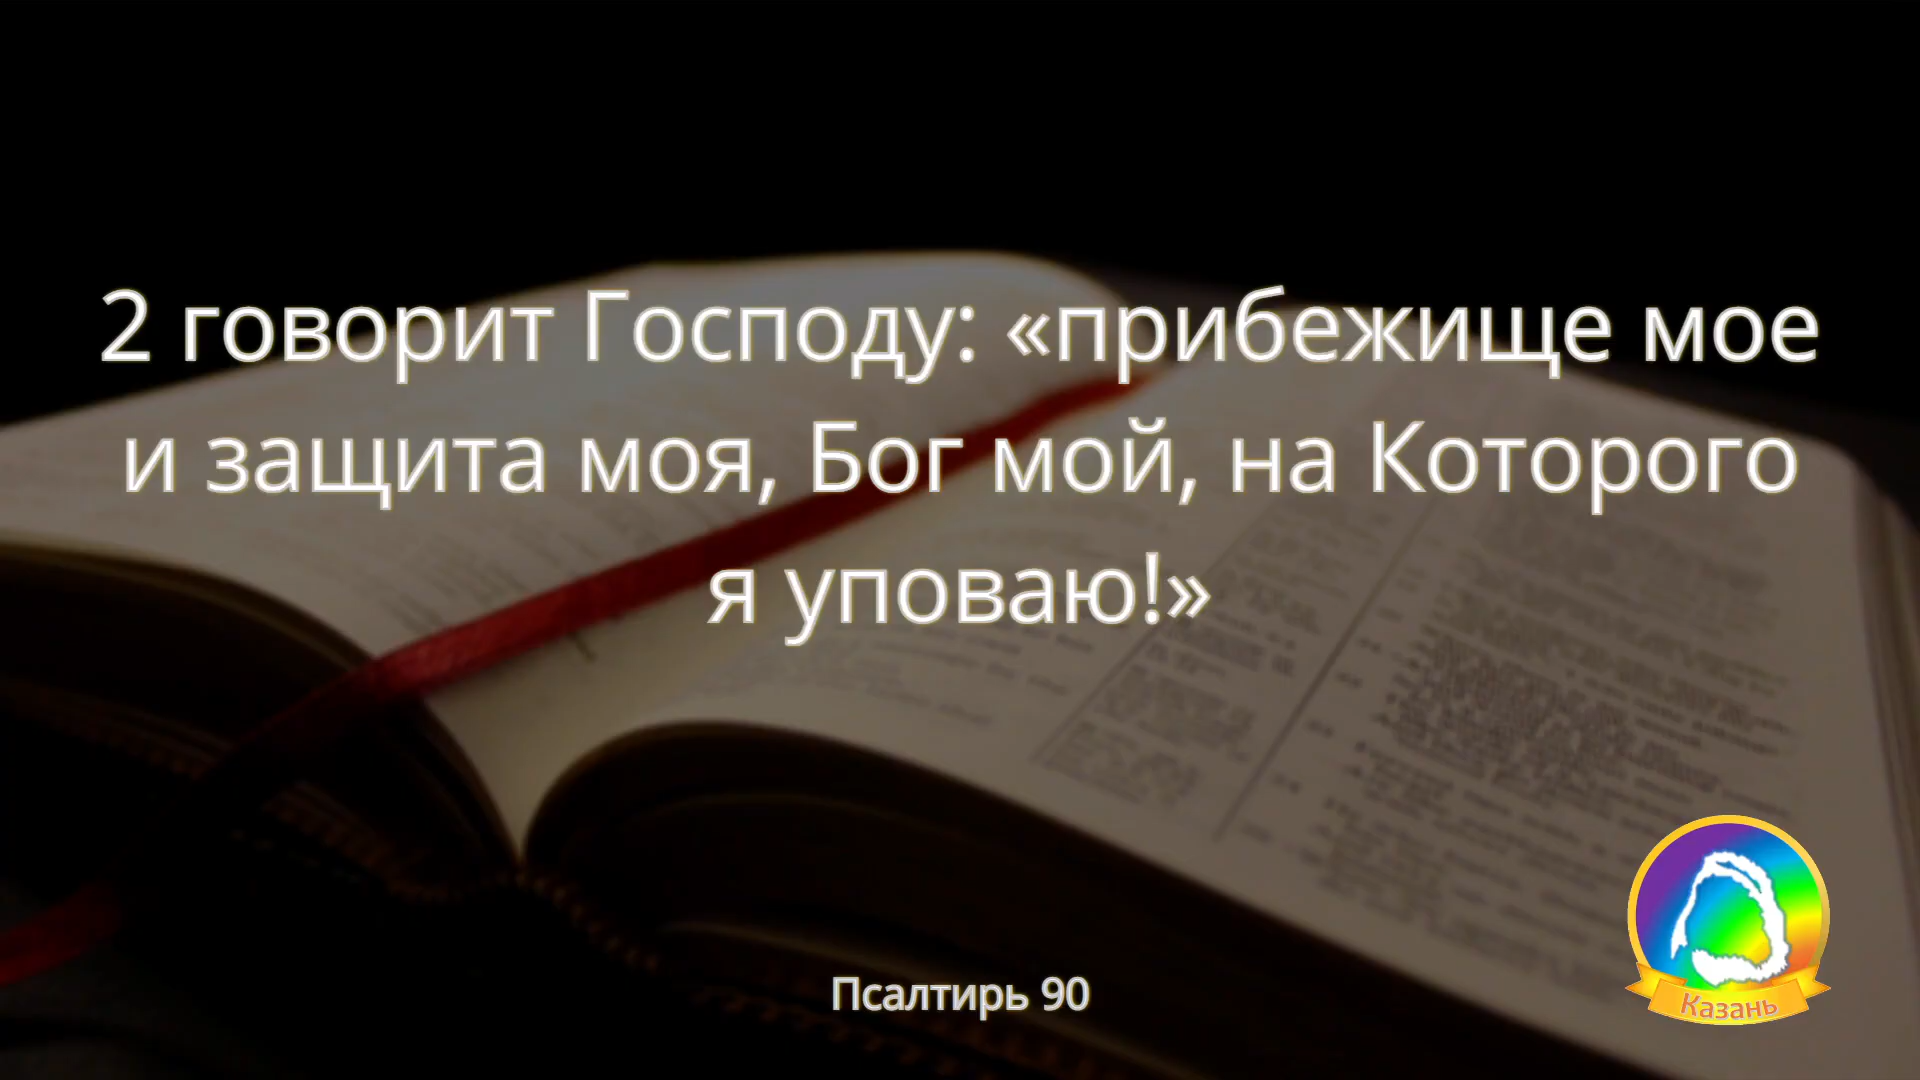 2 говорит Господу: «прибежище мое
и защита моя, Бог мой, на Которого
я уповаю!»
Псалтирь 90
Казань